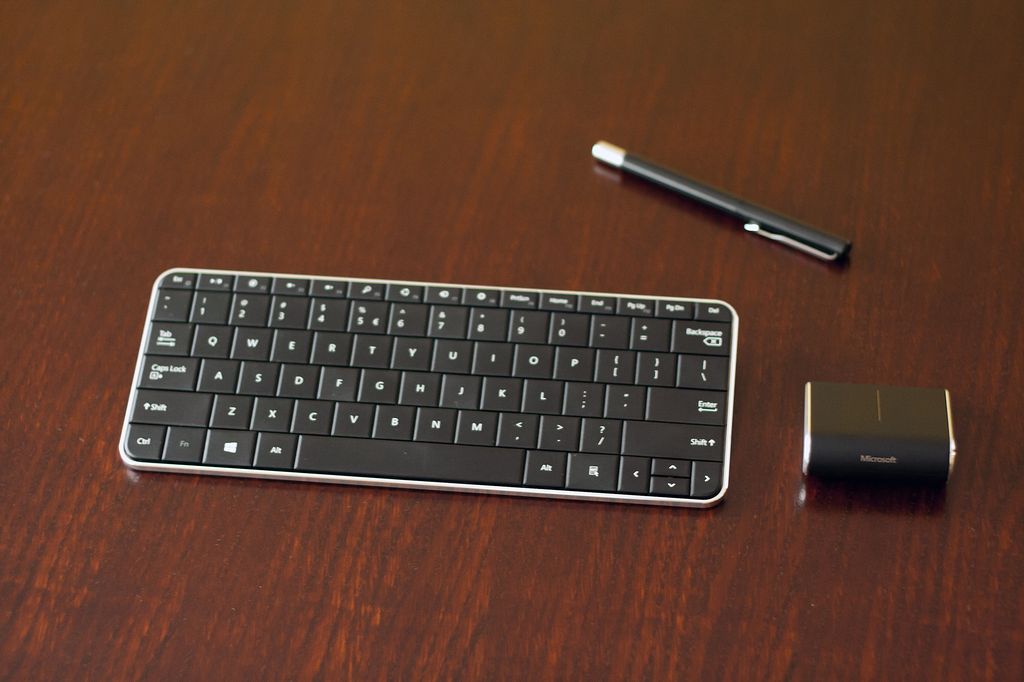 Esc PrtScn Home End Pg Up Pg Dn Del
~ ` ! 1 @ 2 # 3 $ 4 % 5 € ^ 6 & 7 * 8 ( 9 ) 0 - + = Backspace
Tab Q W E R T Y U I O P { [ } ] | \
Caps Lock A S D F G H J K L : ; " ' Enter
Shift Z X C V B N M < , > . ? / Shift
Ctrl Fn Alt Alt
Microsoft